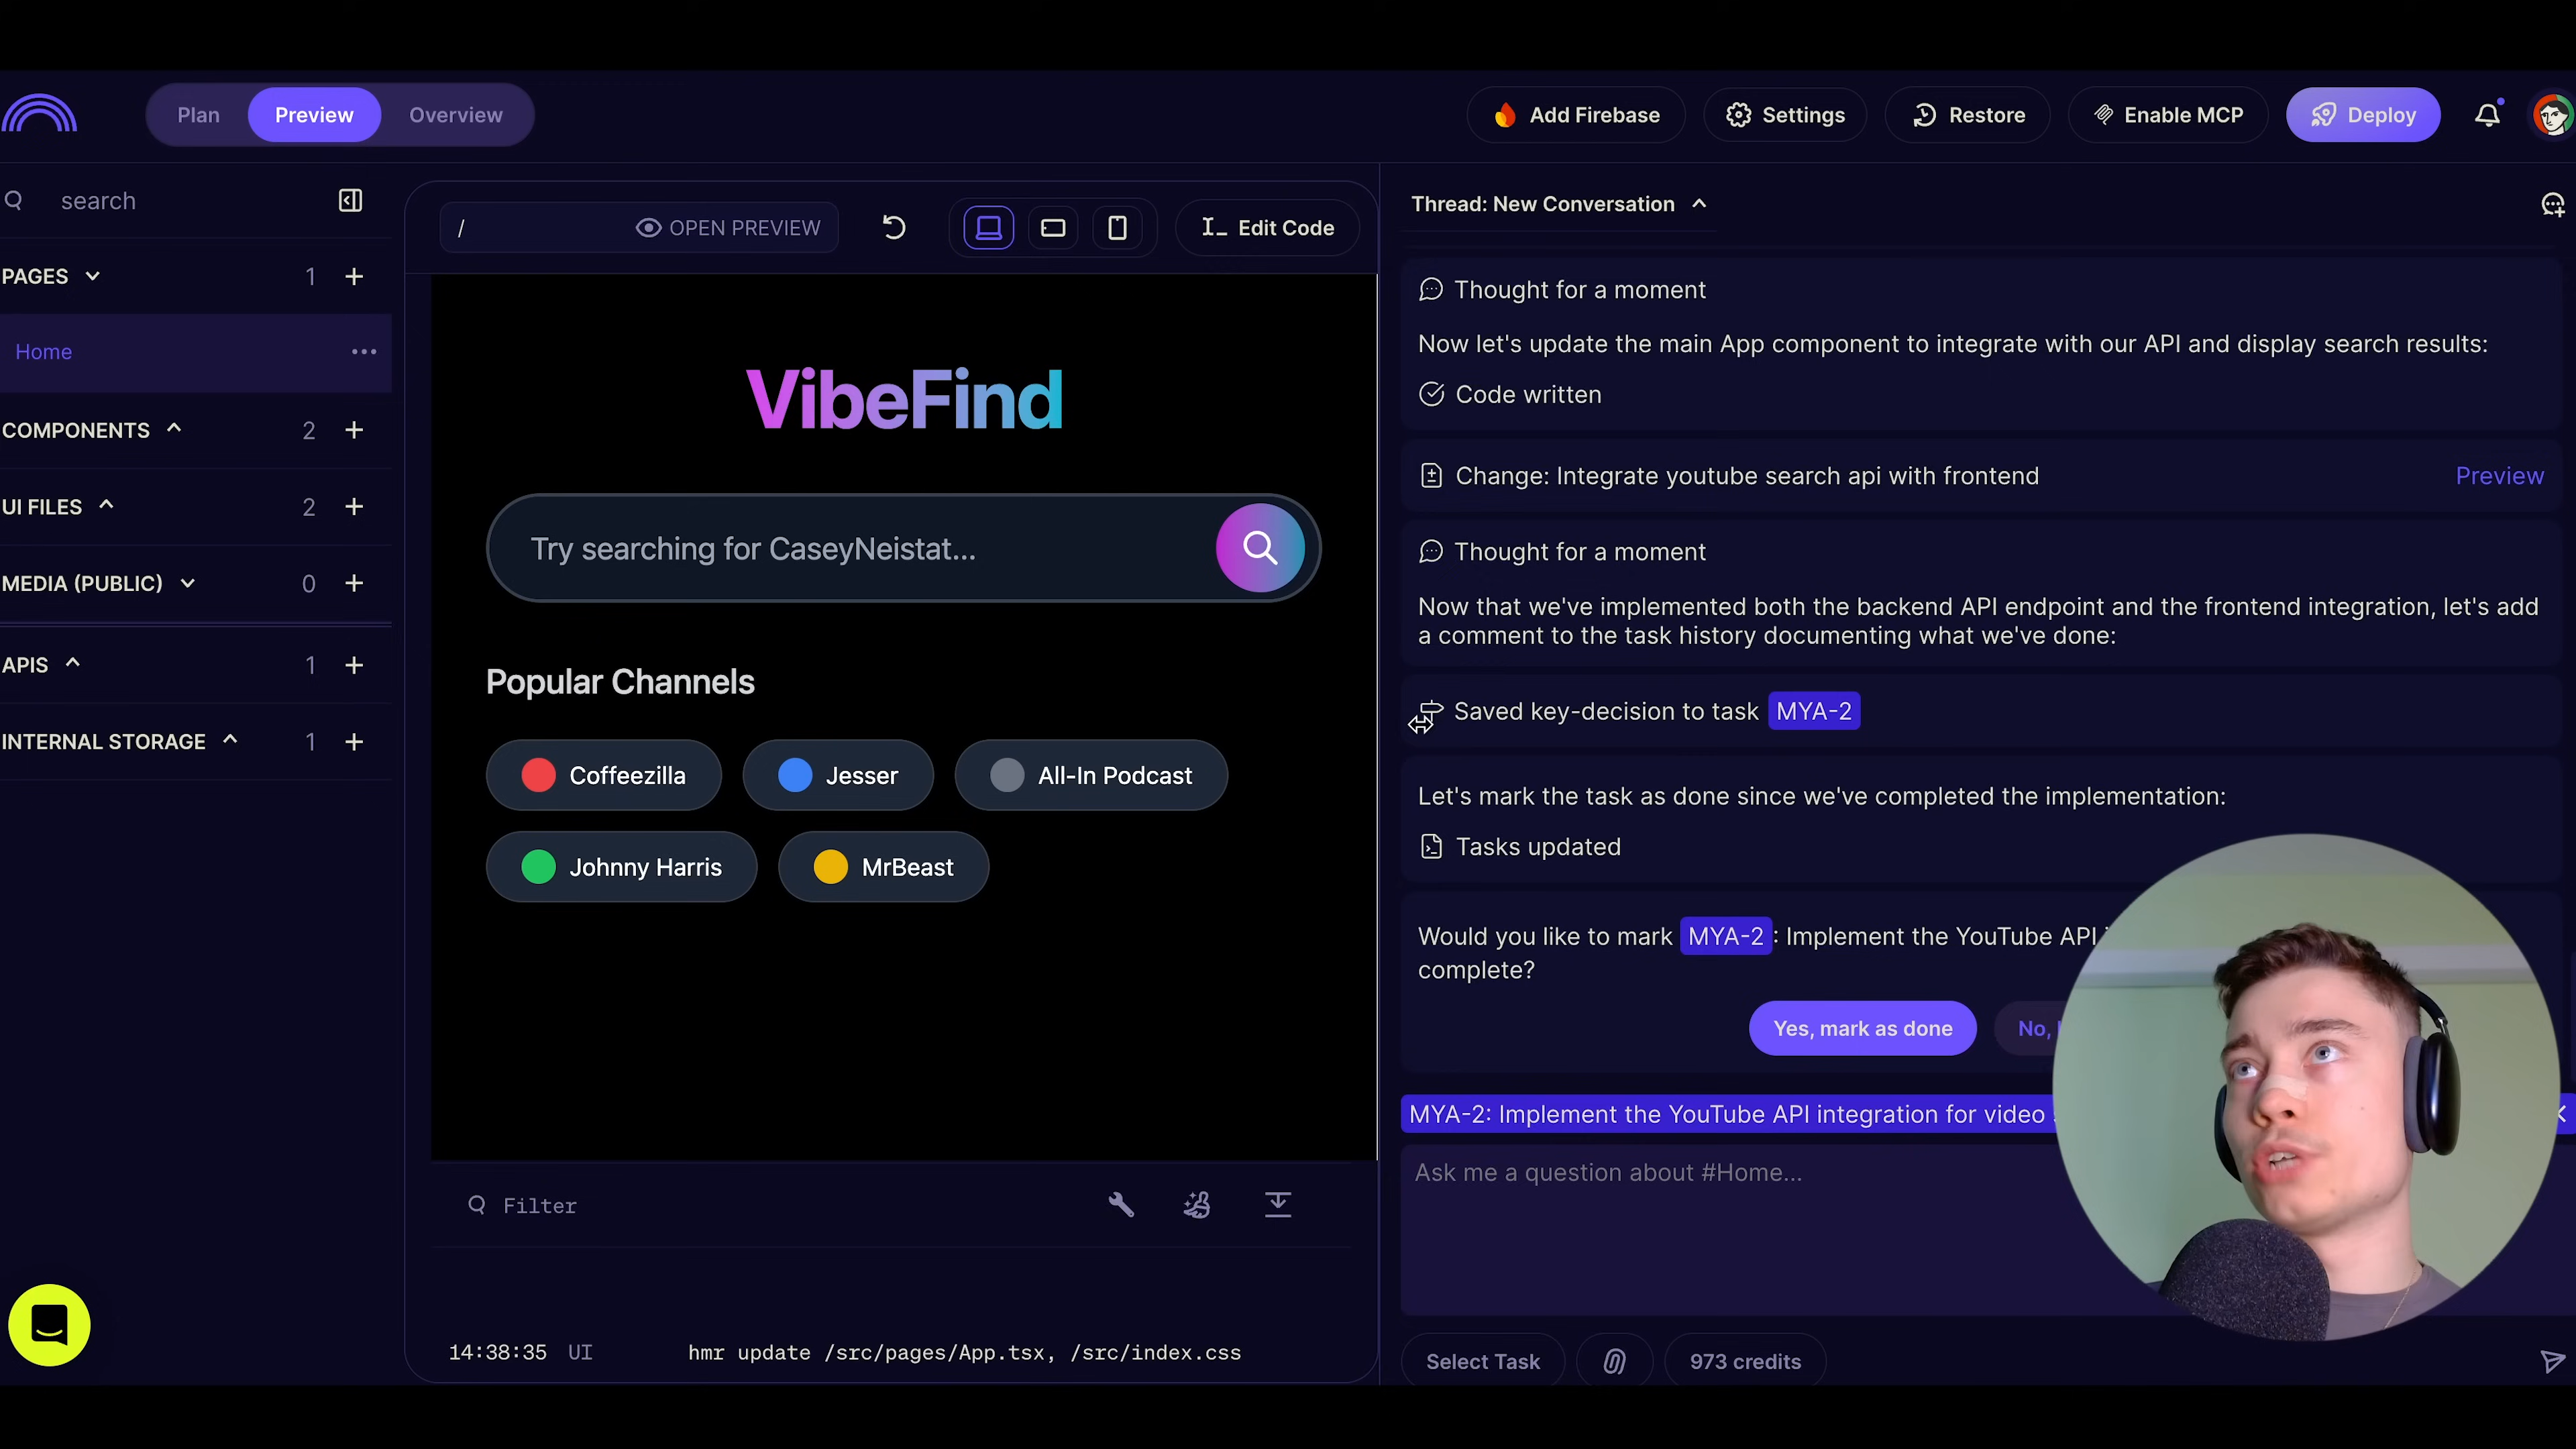 Plan
Preview
Overview
Add Firebase
Settings
Restore
Enable MCP
Deploy
search
PAGES 1 +
Home
COMPONENTS 2 +
UI FILES 2 +
MEDIA (PUBLIC) 0 +
APIS 1 +
INTERNAL STORAGE 1 +
/
OPEN PREVIEW
Edit Code
VibeFind
Try searching for CaseyNeistat...
Popular Channels
Coffeezilla
Jesser
All-In Podcast
Johnny Harris
MrBeast
Filter
14:38:35 UI hmr update /src/pages/App.tsx, /src/index.css
Thread: New Conversation
Thought for a moment
Now let's update the main App component to integrate with our API and display search results:
Code written
Change: Integrate youtube search api with frontend
Preview
Thought for a moment
Now that we've implemented both the backend API endpoint and the frontend integration, let's add
a comment to the task history documenting what we've done:
Saved key-decision to task MYA-2
Let's mark the task as done since we've completed the implementation:
Tasks updated
Would you like to mark MYA-2: Implement the YouTube API
complete?
Yes, mark as done
No,
MYA-2: Implement the YouTube API integration for video
Ask me a question about #Home...
Select Task
973 credits